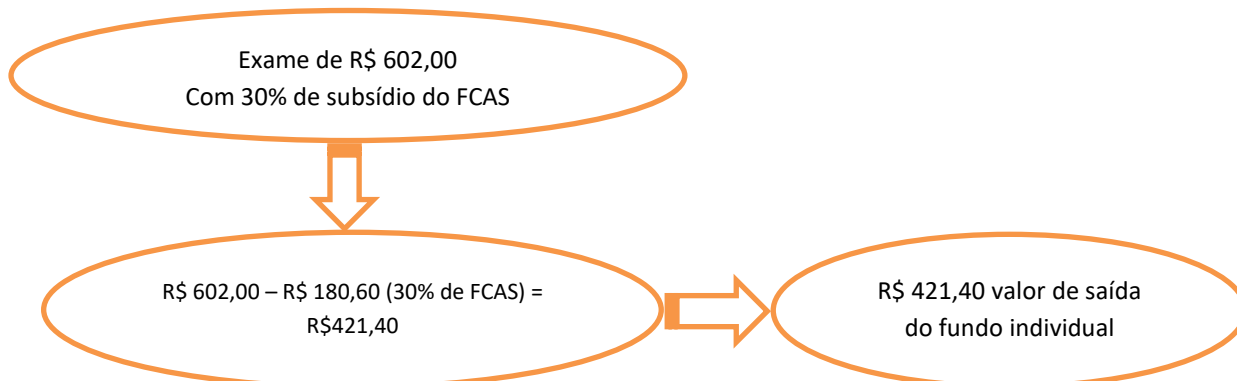 Exame de R$ 602,00
Com 30% de subsídio do FCAS
R$ 602,00 – R$ 180,60 (30% de FCAS) =
R$421,40
R$ 421,40 valor de saída
do fundo individual